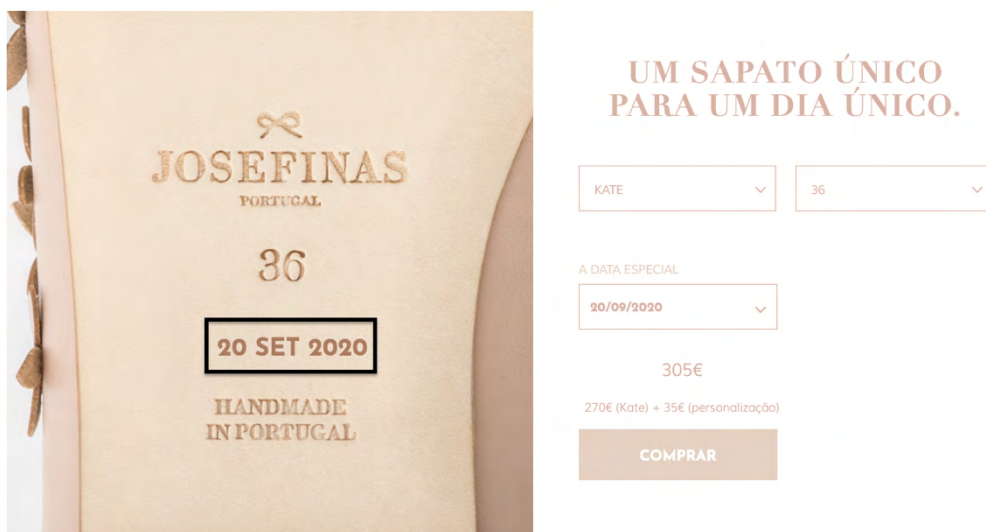 JOSEFINAS
PORTUGAL
36
20 SET 2020
HANDMADE
IN PORTUGAL
UM SAPATO ÚNICO
PARA UM DIA ÚNICO.
KATE
36
A DATA ESPECIAL
20/09/2020
305€
270€ (Kate) + 35€ (personalização)
COMPRAR